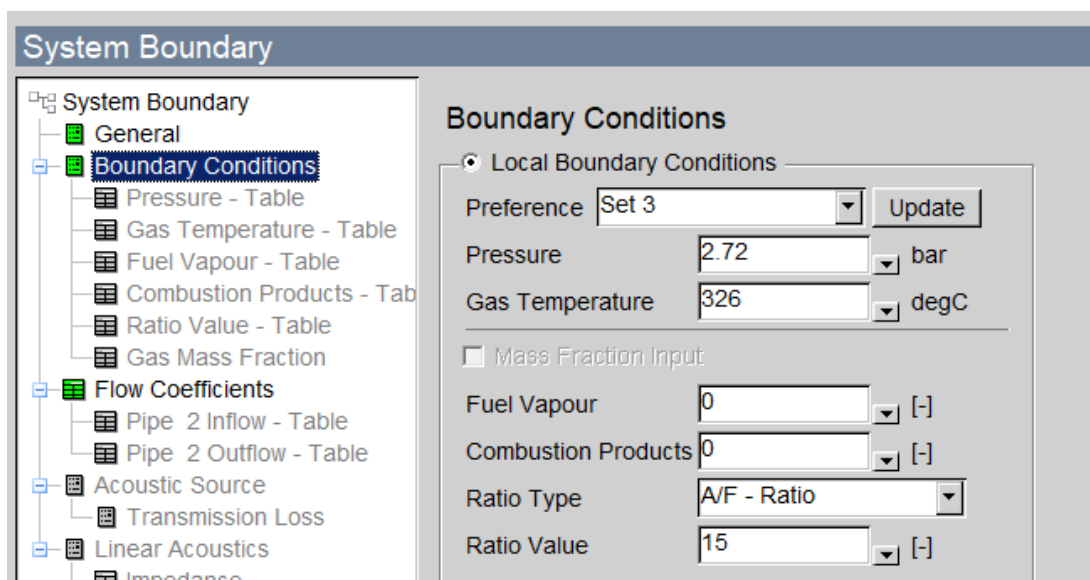 System Boundary
System Boundary
General
Boundary Conditions
Pressure - Table
Gas Temperature - Table
Fuel Vapour - Table
Combustion Products - Tab
Ratio Value - Table
Gas Mass Fraction
Flow Coefficients
Pipe 2 Inflow - Table
Pipe 2 Outflow - Table
Acoustic Source
Transmission Loss
Linear Acoustics
Impedance
Boundary Conditions
Local Boundary Conditions
Preference Set 3 Update
Pressure 2.72 bar
Gas Temperature 326 degC
Mass Fraction Input
Fuel Vapour 0 [-]
Combustion Products 0 [-]
Ratio Type A/F - Ratio
Ratio Value 15 [-]